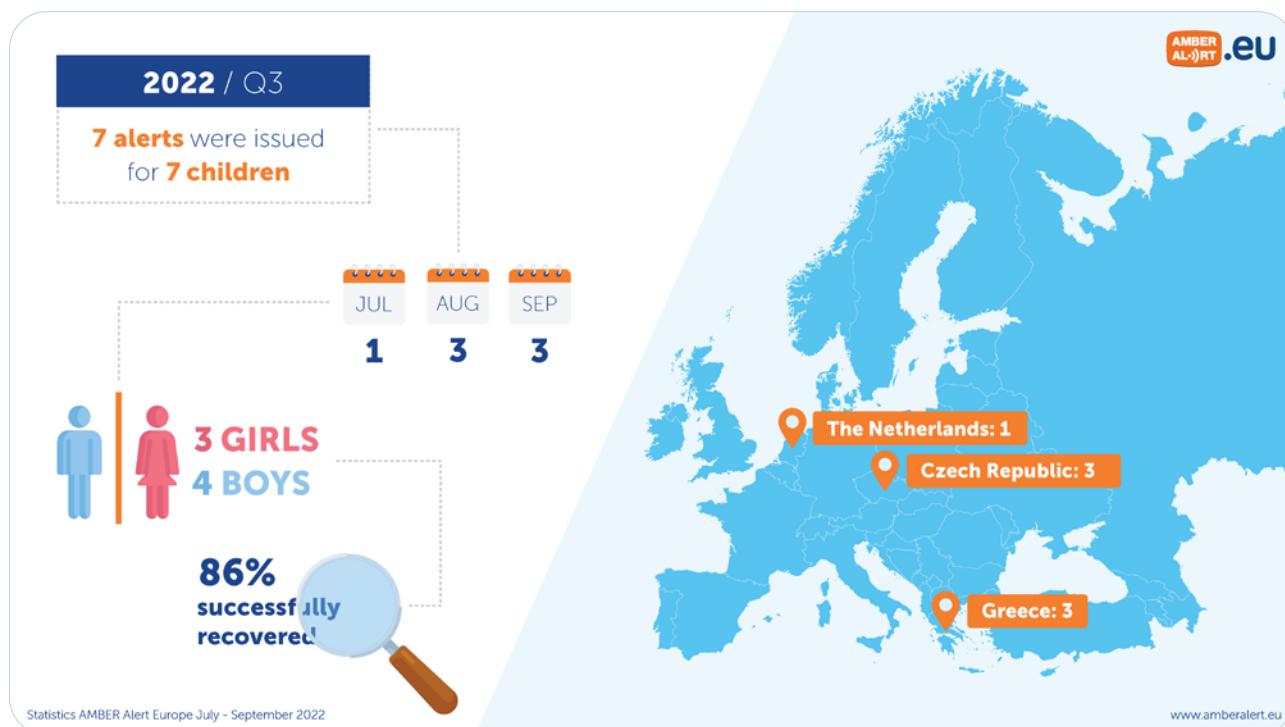 2022 / Q3
7 alerts were issued
for 7 children
JUL
AUG
SEP
1
3
3
3 GIRLS
4 BOYS
86%
successfully
recovered
Statistics AMBER Alert Europe July - September 2022
AMBER
AL·))RT
.eu
The Netherlands: 1
Czech Republic: 3
Greece: 3
www.amberalert.eu